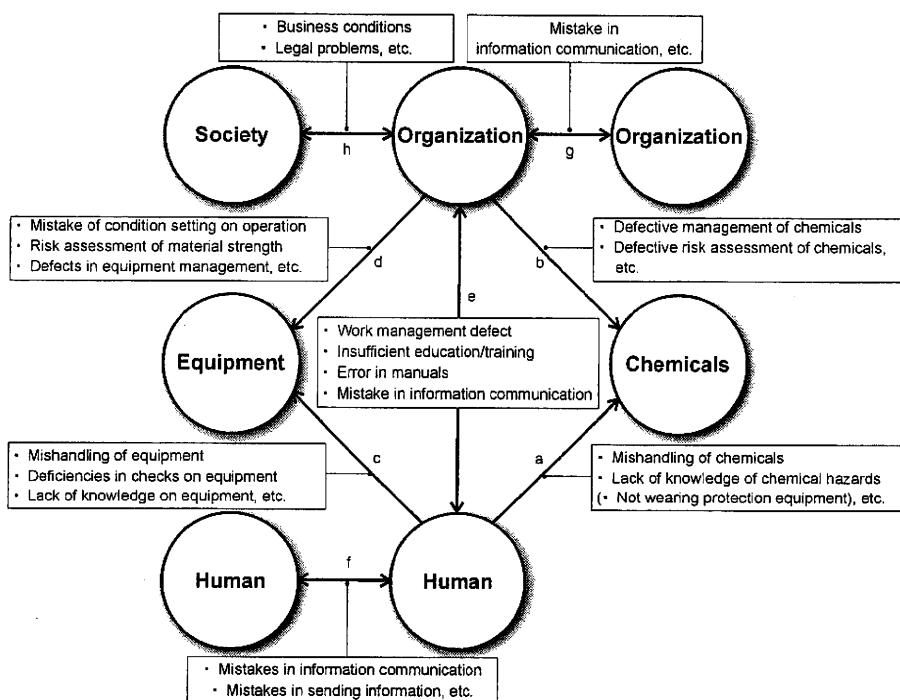 · Business conditions
· Legal problems, etc.
Mistake in
information communication, etc.
Society
Organization
Organization
h
g
· Mistake of condition setting on operation
· Risk assessment of material strength
· Defects in equipment management, etc.
· Defective management of chemicals
· Defective risk assessment of chemicals,
etc.
d
b
e
· Work management defect
· Insufficient education/training
· Error in manuals
· Mistake in information communication
Equipment
Chemicals
· Mishandling of equipment
· Deficiencies in checks on equipment
· Lack of knowledge on equipment, etc.
c
a
· Mishandling of chemicals
· Lack of knowledge of chemical hazards
(· Not wearing protection equipment), etc.
Human
f
Human
· Mistakes in information communication
· Mistakes in sending information, etc.